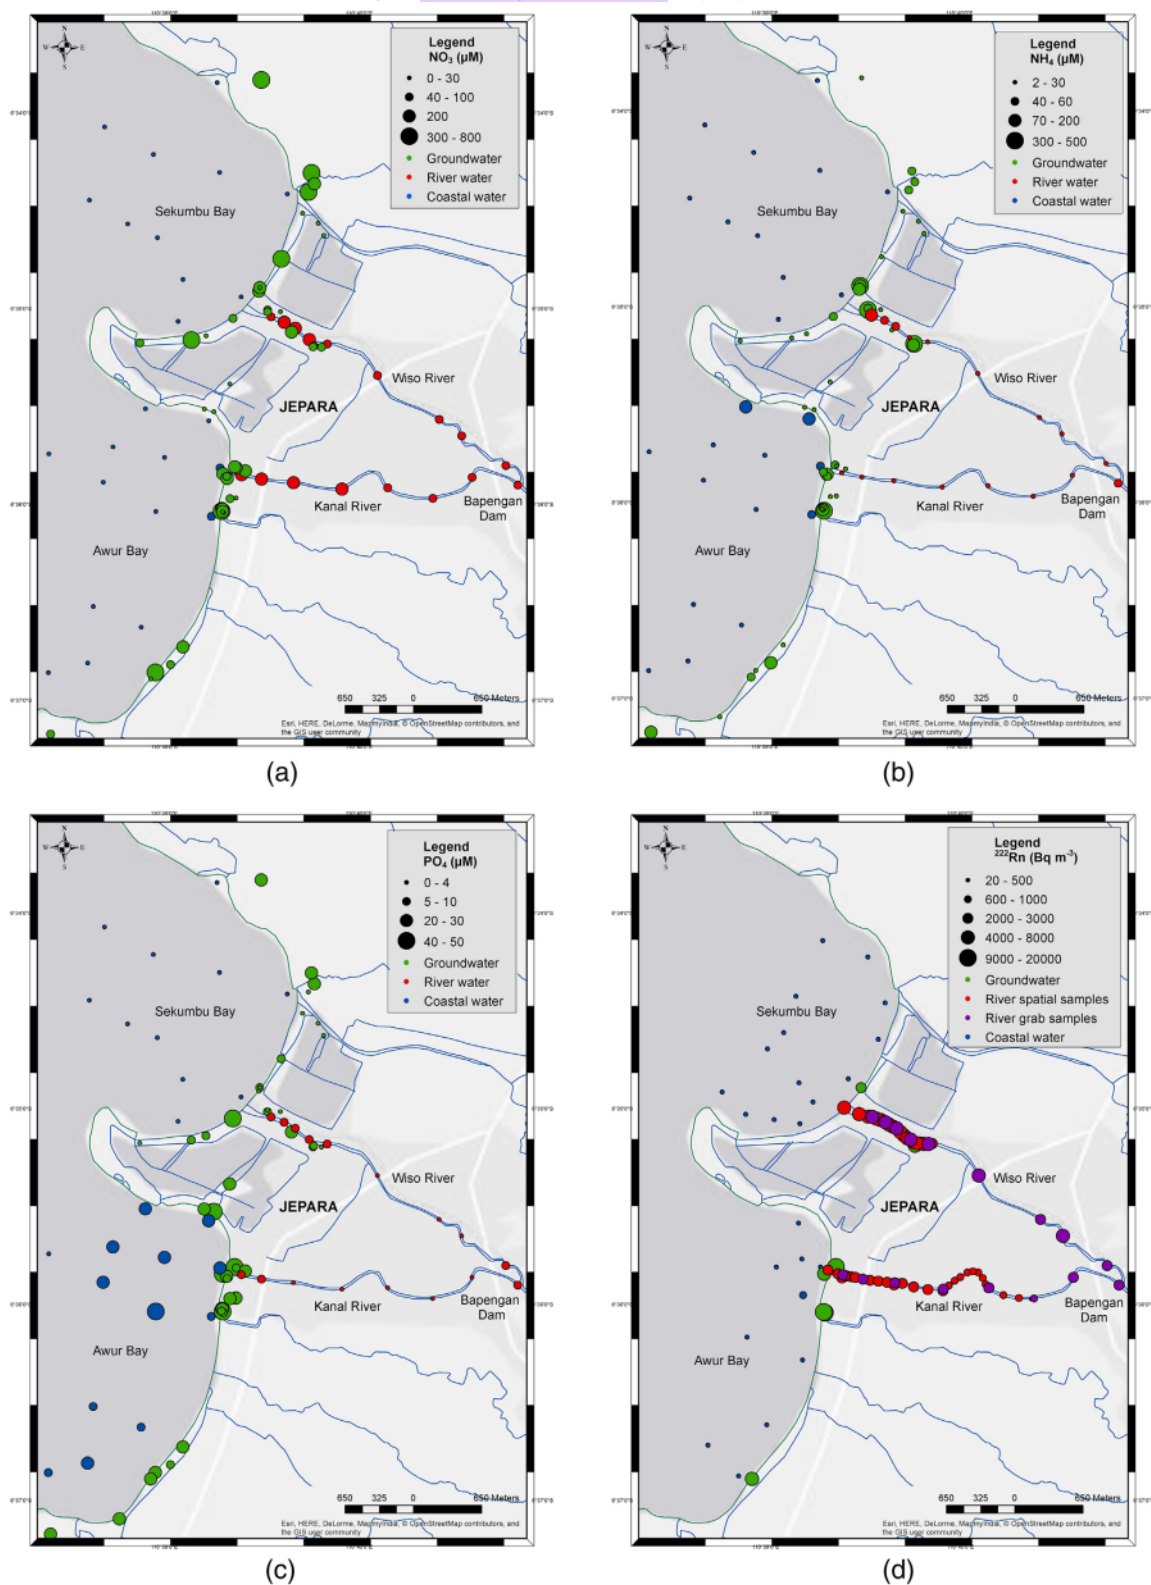 N
W E
S
Legend
NO₃ (µM)
0 - 30
40 - 100
200
300 - 800
Groundwater
River water
Coastal water
Sekumbu Bay
Wiso River
JEPARA
Kanal River
Bapengan
Dam
Awur Bay
650 325 0 650 Meters
Esri, HERE, DeLorme, MapmyIndia, © OpenStreetMap contributors, and
the GIS user community
(a)
N
W E
S
Legend
NH₄ (µM)
2 - 30
40 - 60
70 - 200
300 - 500
Groundwater
River water
Coastal water
Sekumbu Bay
Wiso River
JEPARA
Kanal River
Bapengan
Dam
Awur Bay
650 325 0 650 Meters
Esri, HERE, DeLorme, MapmyIndia, © OpenStreetMap contributors, and
the GIS user community
(b)
N
W E
S
Legend
PO₄ (µM)
0 - 4
5 - 10
20 - 30
40 - 50
Groundwater
River water
Coastal water
Sekumbu Bay
Wiso River
JEPARA
Kanal River
Bapengan
Dam
Awur Bay
650 325 0 650 Meters
Esri, HERE, DeLorme, MapmyIndia, © OpenStreetMap contributors, and
the GIS user community
(c)
N
W E
S
Legend
²²²Rn (Bq m⁻³)
20 - 500
600 - 1000
2000 - 3000
4000 - 8000
9000 - 20000
Groundwater
River spatial samples
River grab samples
Coastal water
Sekumbu Bay
Wiso River
JEPARA
Kanal River
Bapengan
Dam
Awur Bay
650 325 0 650 Meters
Esri, HERE, DeLorme, MapmyIndia, © OpenStreetMap contributors, and
the GIS user community
(d)